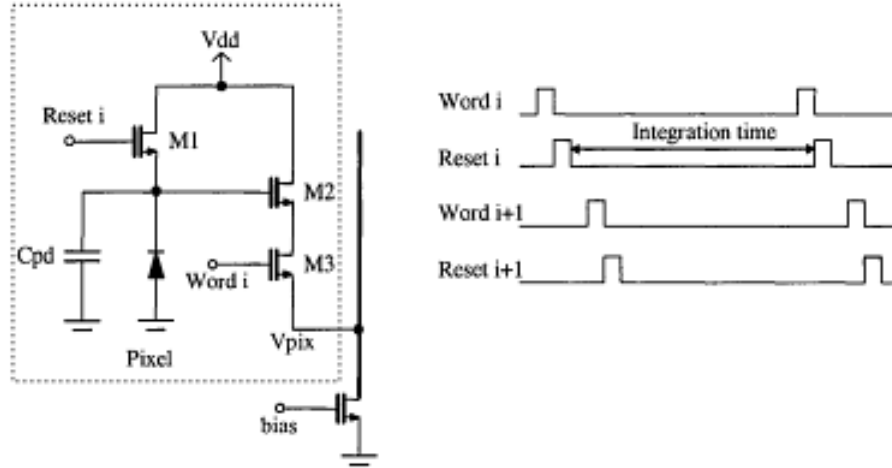 Vdd
Reset i
M1
M2
Cpd
Word i
M3
Vpix
Pixel
bias
Word i
Integration time
Reset i
Word i+1
Reset i+1